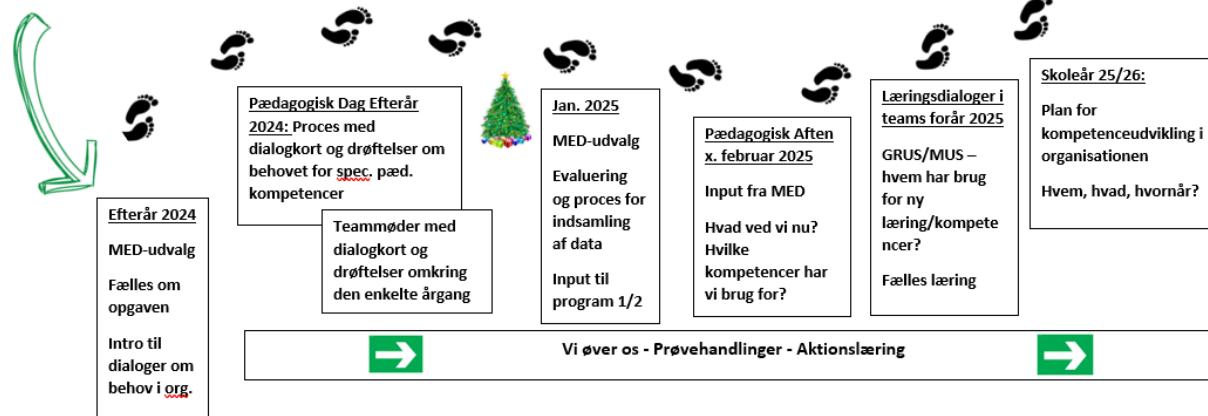 Efterår 2024
MED-udvalg
Fælles om
opgaven
Intro til
dialoger om
behov i org.
Pædagogisk Dag Efterår
2024: Proces med
dialogkort og drøftelser om
behovet for spec. pæd.
kompetencer
Teammøder med
dialogkort og
drøftelser omkring
den enkelte årgang
Jan. 2025
MED-udvalg
Evaluering
og proces for
indsamling
af data
Input til
program 1/2
Pædagogisk Aften
x. februar 2025
Input fra MED
Hvad ved vi nu?
Hvilke
kompetencer har
vi brug for?
Læringsdialoger i
teams forår 2025
GRUS/MUS –
hvem har brug
for ny
læring/kompete
ncer?
Fælles læring
Skoleår 25/26:
Plan for
kompetenceudvikling i
organisationen
Hvem, hvad, hvornår?
Vi øver os - Prøvehandlinger - Aktionslæring